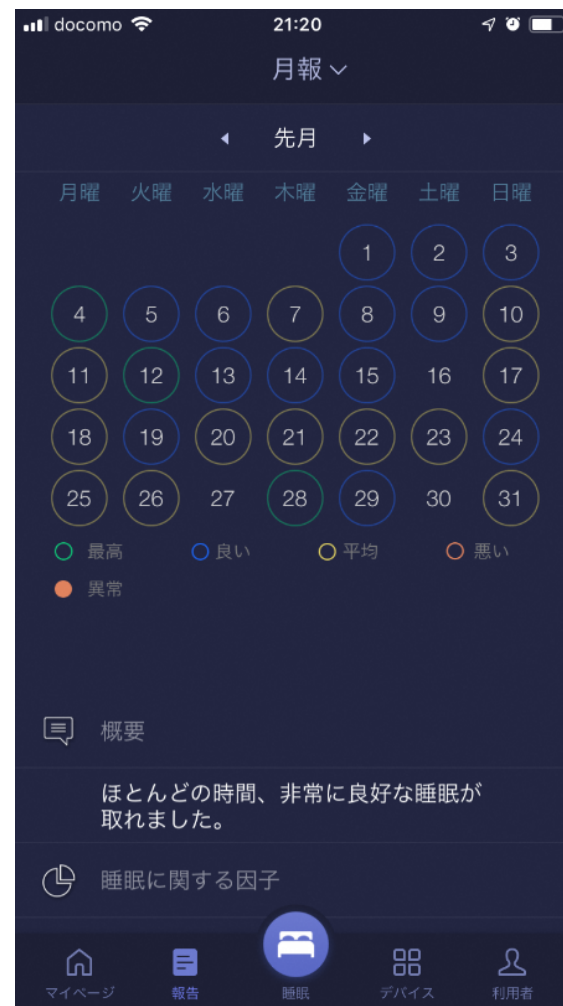 docomo 21:20
月報
先月
月曜 火曜 水曜 木曜 金曜 土曜 日曜
1 2 3
4 5 6 7 8 9 10
11 12 13 14 15 16 17
18 19 20 21 22 23 24
25 26 27 28 29 30 31
最高 良い 平均 悪い
異常
概要
ほとんどの時間、非常に良好な睡眠が
取れました。
睡眠に関する因子
マイページ 報告 睡眠 デバイス 利用者